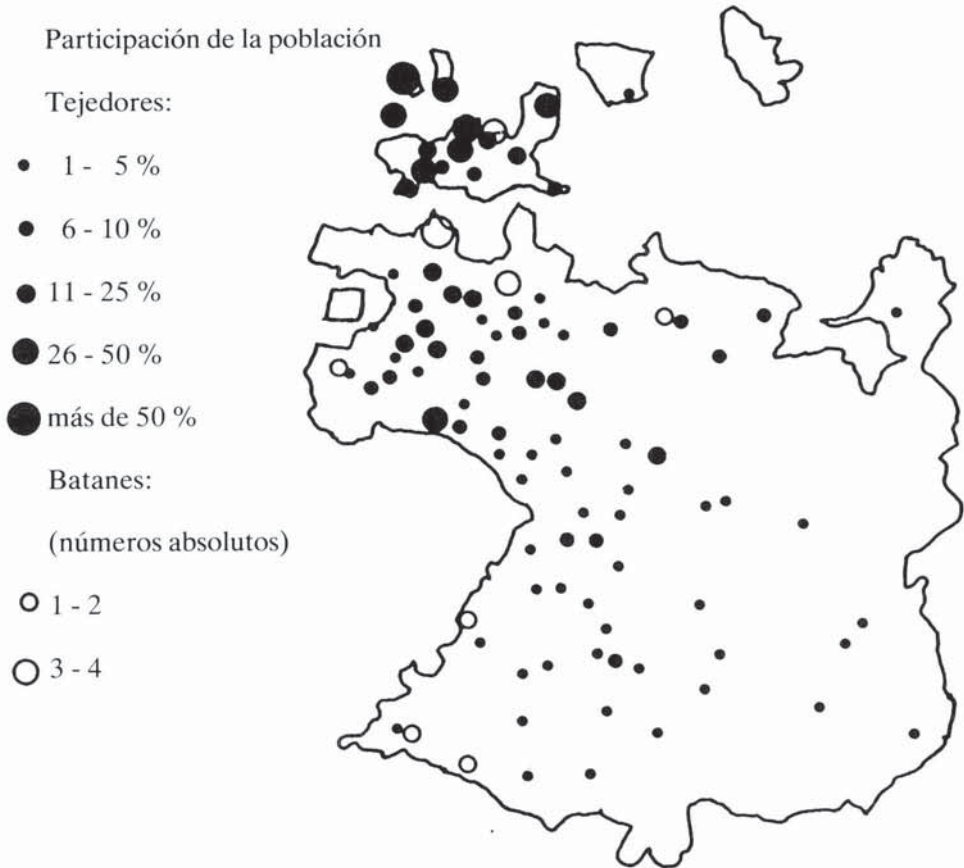 Participación de la población
Tejedores:
1 - 5 %
6 - 10 %
11 - 25 %
26 - 50 %
más de 50 %
Batanes:
(números absolutos)
1 - 2
3 - 4